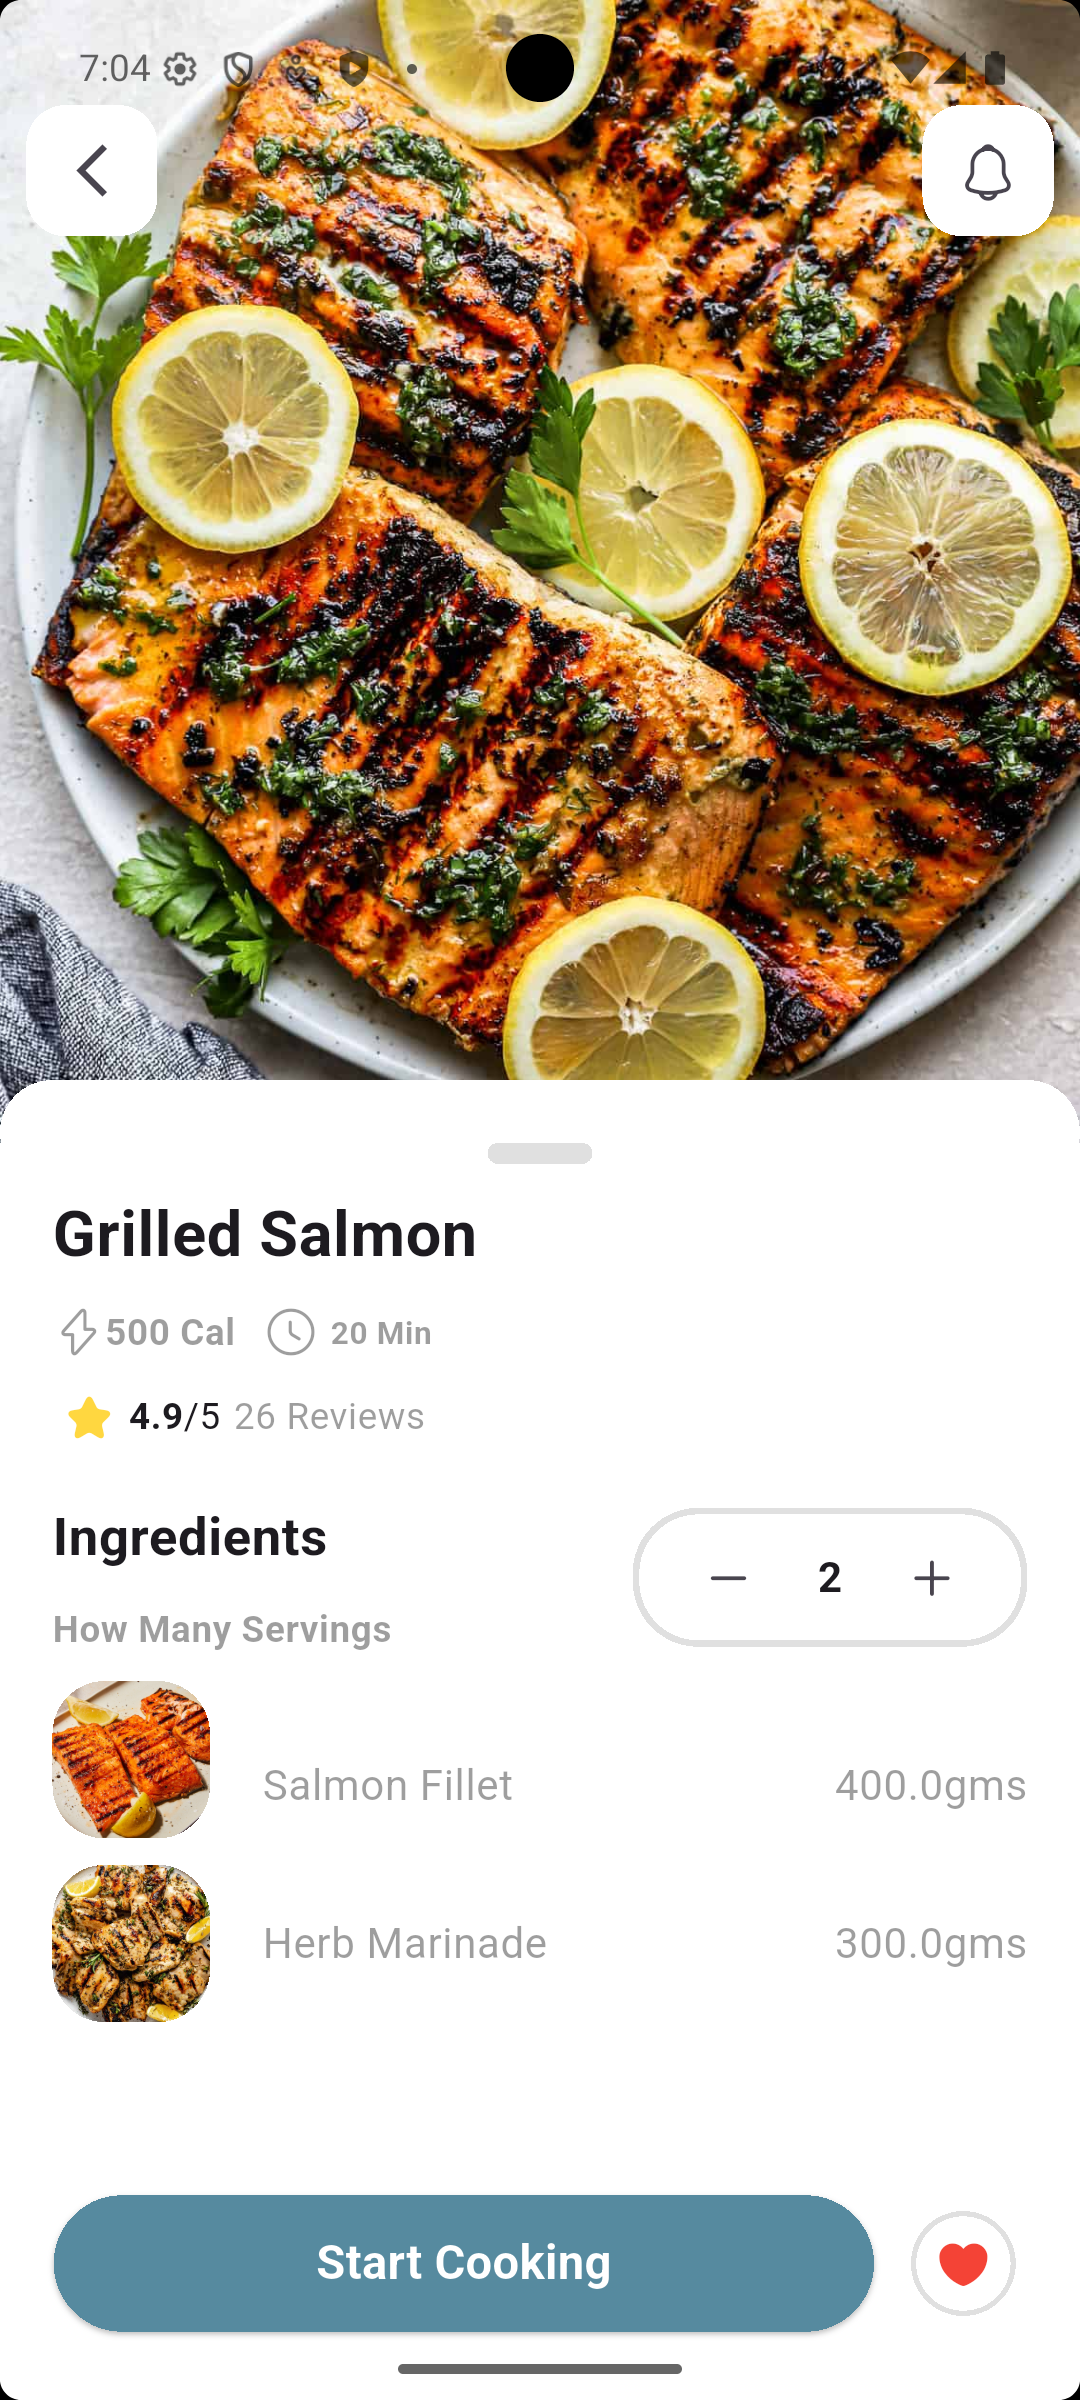 7:04
Grilled Salmon
500 Cal 20 Min
4.9/5 26 Reviews
Ingredients
2
How Many Servings
Salmon Fillet 400.0gms
Herb Marinade 300.0gms
Start Cooking